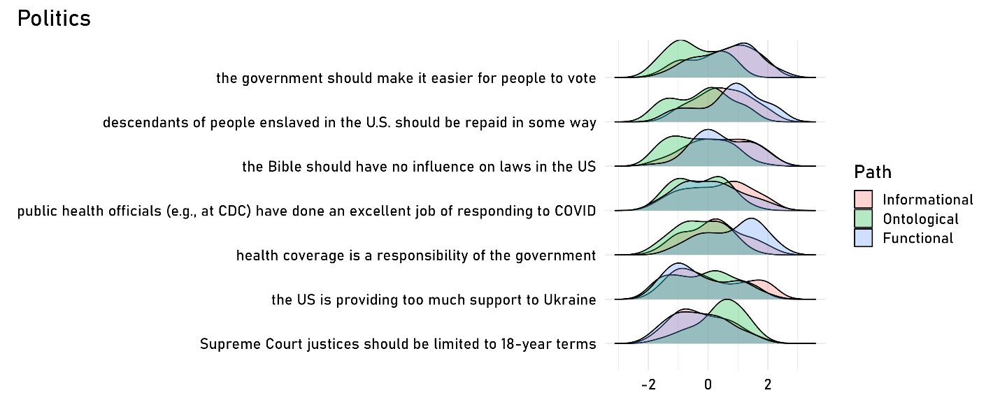 Politics
the government should make it easier for people to vote
descendants of people enslaved in the U.S. should be repaid in some way
the Bible should have no influence on laws in the US
public health officials (e.g., at CDC) have done an excellent job of responding to COVID
health coverage is a responsibility of the government
the US is providing too much support to Ukraine
Supreme Court justices should be limited to 18-year terms
-2 0 2
Path
Informational
Ontological
Functional